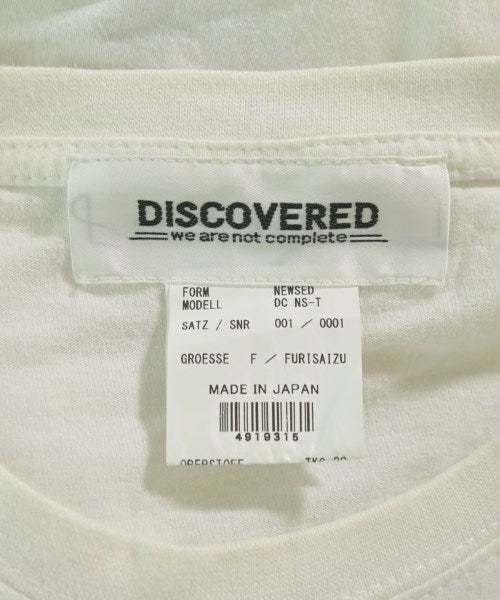 DISCOVERED
we are not complete
FORM NEWSED
MODELL DC NS-T
SATZ / SNR 001 / 0001
GROESSE F / FURISAIZU
MADE IN JAPAN
4919315
OBERSTOFF